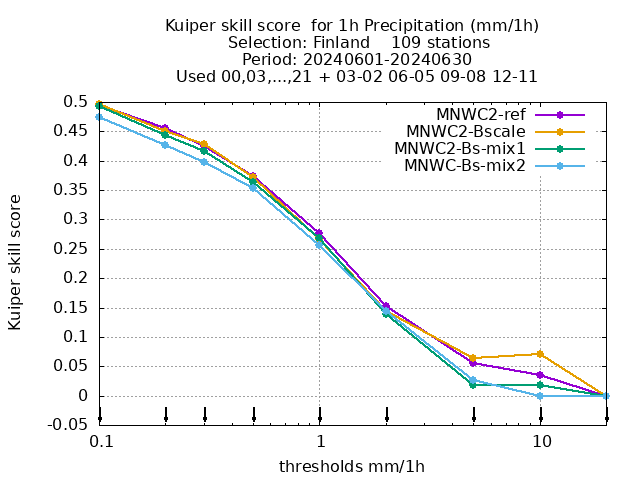 Kuiper skill score  for 1h Precipitation (mm/1h)
Selection: Finland    109 stations
Period: 20240601-20240630
Used 00,03,...,21 + 03-02 06-05 09-08 12-11
MNWC2-ref
MNWC2-Bscale
MNWC2-Bs-mix1
MNWC-Bs-mix2
Kuiper skill score
0.5
0.45
0.4
0.35
0.3
0.25
0.2
0.15
0.1
0.05
0
-0.05
0.1 1 10
thresholds mm/1h